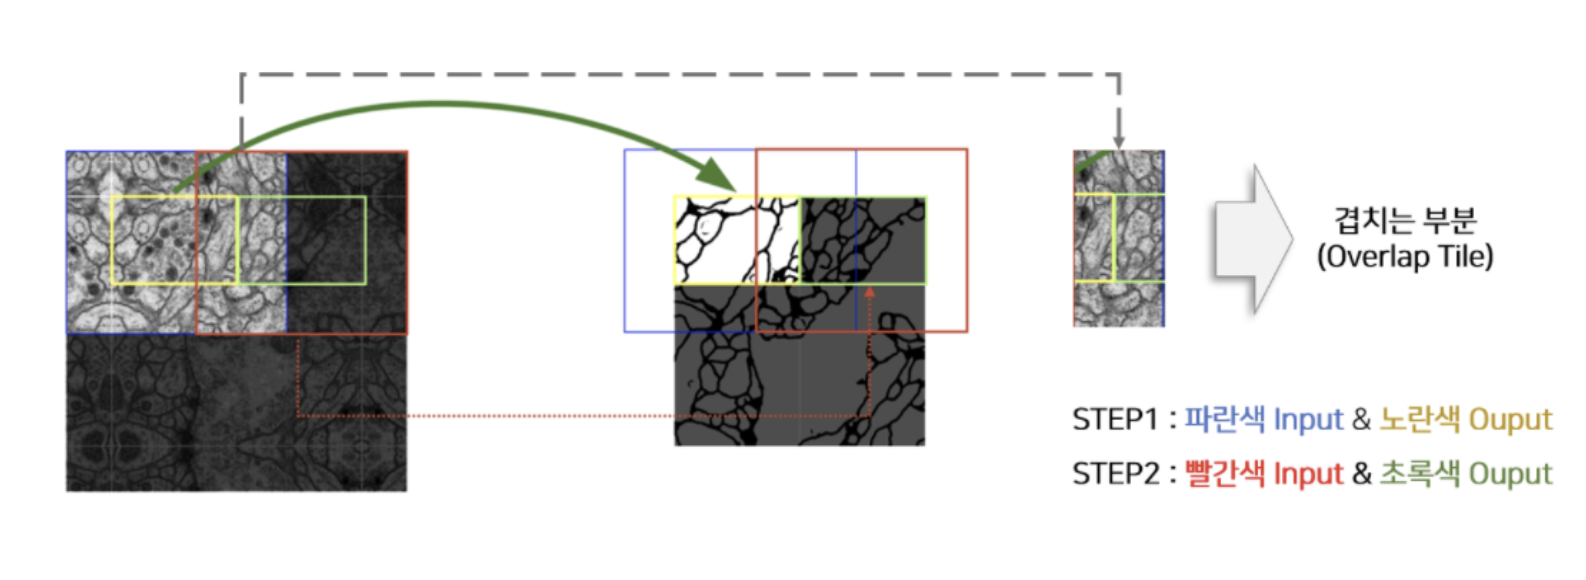 겹치는 부분
(Overlap Tile)
STEP1 : 파란색 Input & 노란색 Ouput
STEP2 : 빨간색 Input & 초록색 Ouput